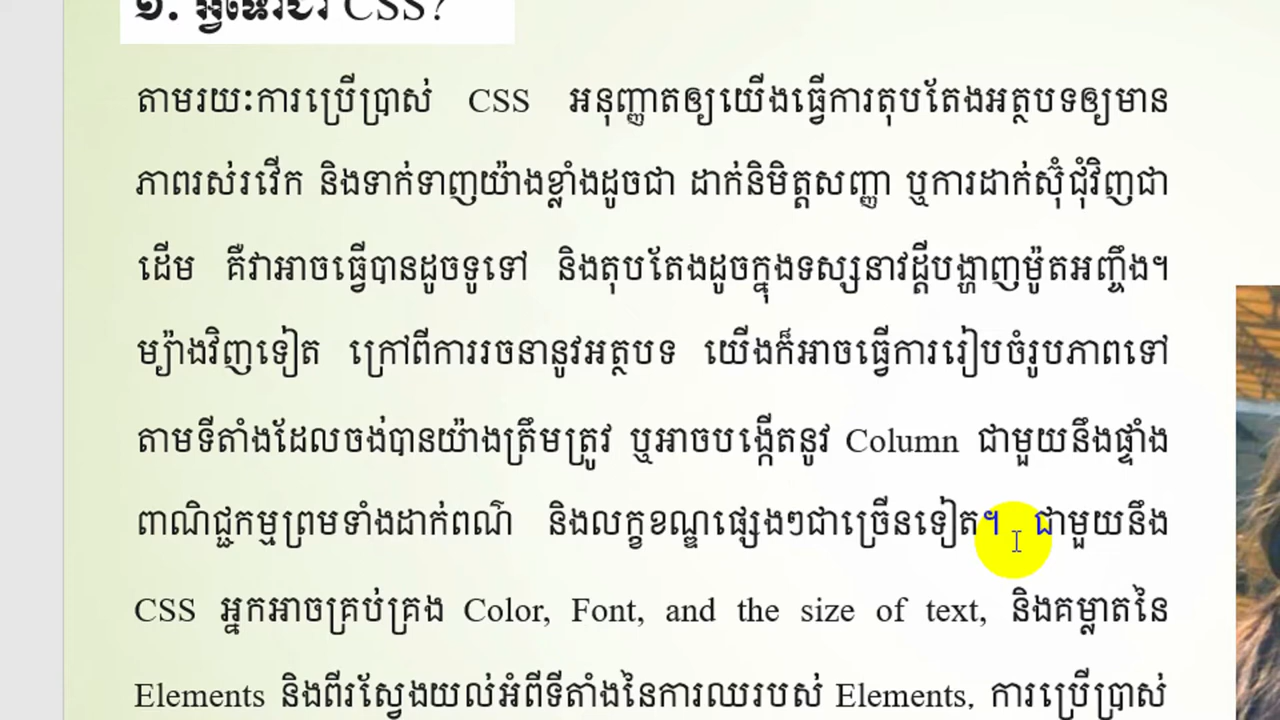 ១. អ្វីទៅជា CSS?
តាមរយៈការប្រើប្រាស់ CSS អនុញ្ញាតឲ្យយើងធ្វើការតុបតែងអត្ថបទឲ្យមាន
ភាពរស់រវើក និងទាក់ទាញយ៉ាងខ្លាំងដូចជា ដាក់និមិត្តសញ្ញា ឬការដាក់ស៊ុំជុំវិញជា
ដើម គឺវាអាចធ្វើបានដូចទូទៅ និងតុបតែងដូចក្នុងទស្សនាវដ្ដីបង្ហាញម៉ូតអញ្ចឹង។
ម្យ៉ាងវិញទៀត ក្រៅពីការរចនានូវអត្ថបទ យើងក៏អាចធ្វើការរៀបចំរូបភាពទៅ
តាមទីតាំងដែលចង់បានយ៉ាងត្រឹមត្រូវ ឬអាចបង្កើតនូវ Column ជាមួយនឹងផ្ទាំង
ពាណិជ្ជកម្មព្រមទាំងដាក់ពណ៌ និងលក្ខខណ្ឌផ្សេងៗជាច្រើនទៀត។ ជាមួយនឹង
CSS អ្នកអាចគ្រប់គ្រង Color, Font, and the size of text, និងគម្លាតនៃ
Elements និងពីរស្វែងយល់អំពីទីតាំងនៃការឈរបស់ Elements, ការប្រើប្រាស់